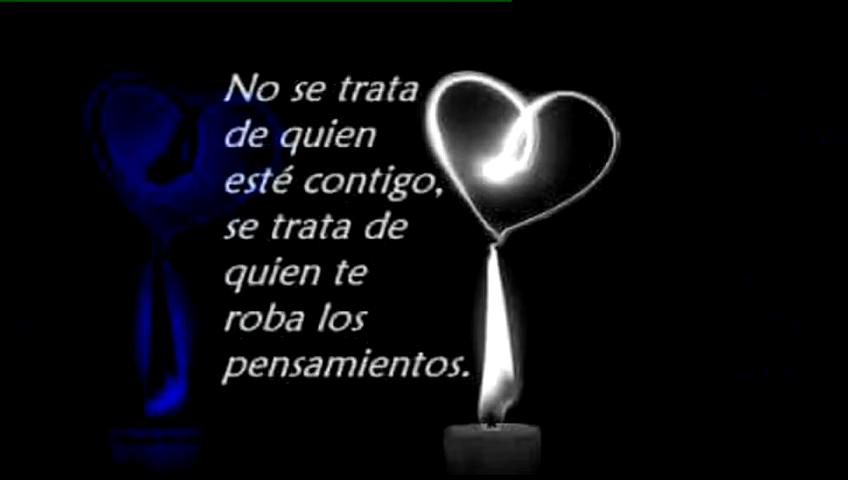 No se trata
de quien
esté contigo,
se trata de
quien te
roba los
pensamientos.